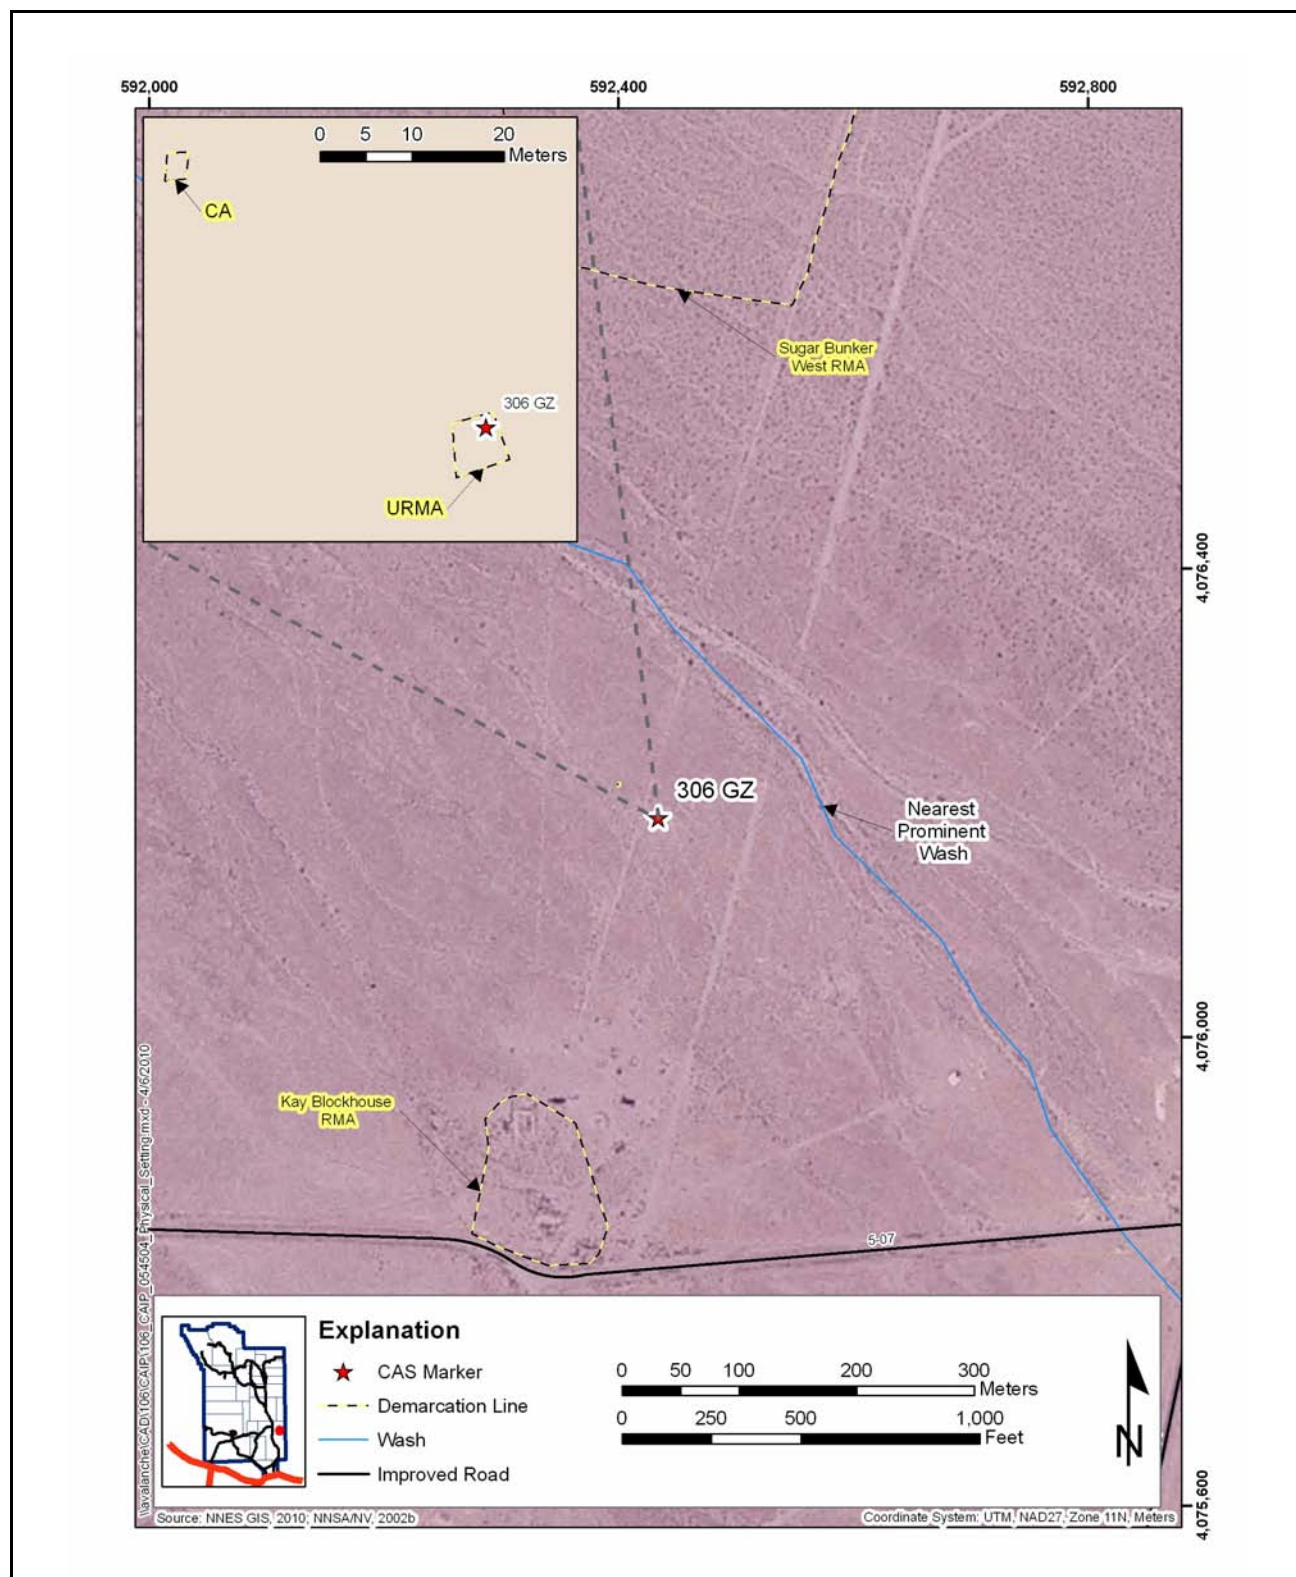 592,000
592,400
592,800
0 5 10 20
Meters
CA
306 GZ
URMA
Sugar Bunker
West RMA
4,076,400
306 GZ
Nearest
Prominent
Wash
4,076,000
Kay Blockhouse
RMA
5-07
\\avalanche\CAD\106\CAIP\106_CAIP_054504_Physical_Setting.mxd - 4/6/2010
Explanation
CAS Marker
Demarcation Line
Wash
Improved Road
0 50 100 200 300
Meters
0 250 500 1,000
Feet
N
4,075,600
Source: NNES GIS, 2010; NNSA/NV, 2002b
Coordinate System: UTM, NAD27, Zone 11N, Meters